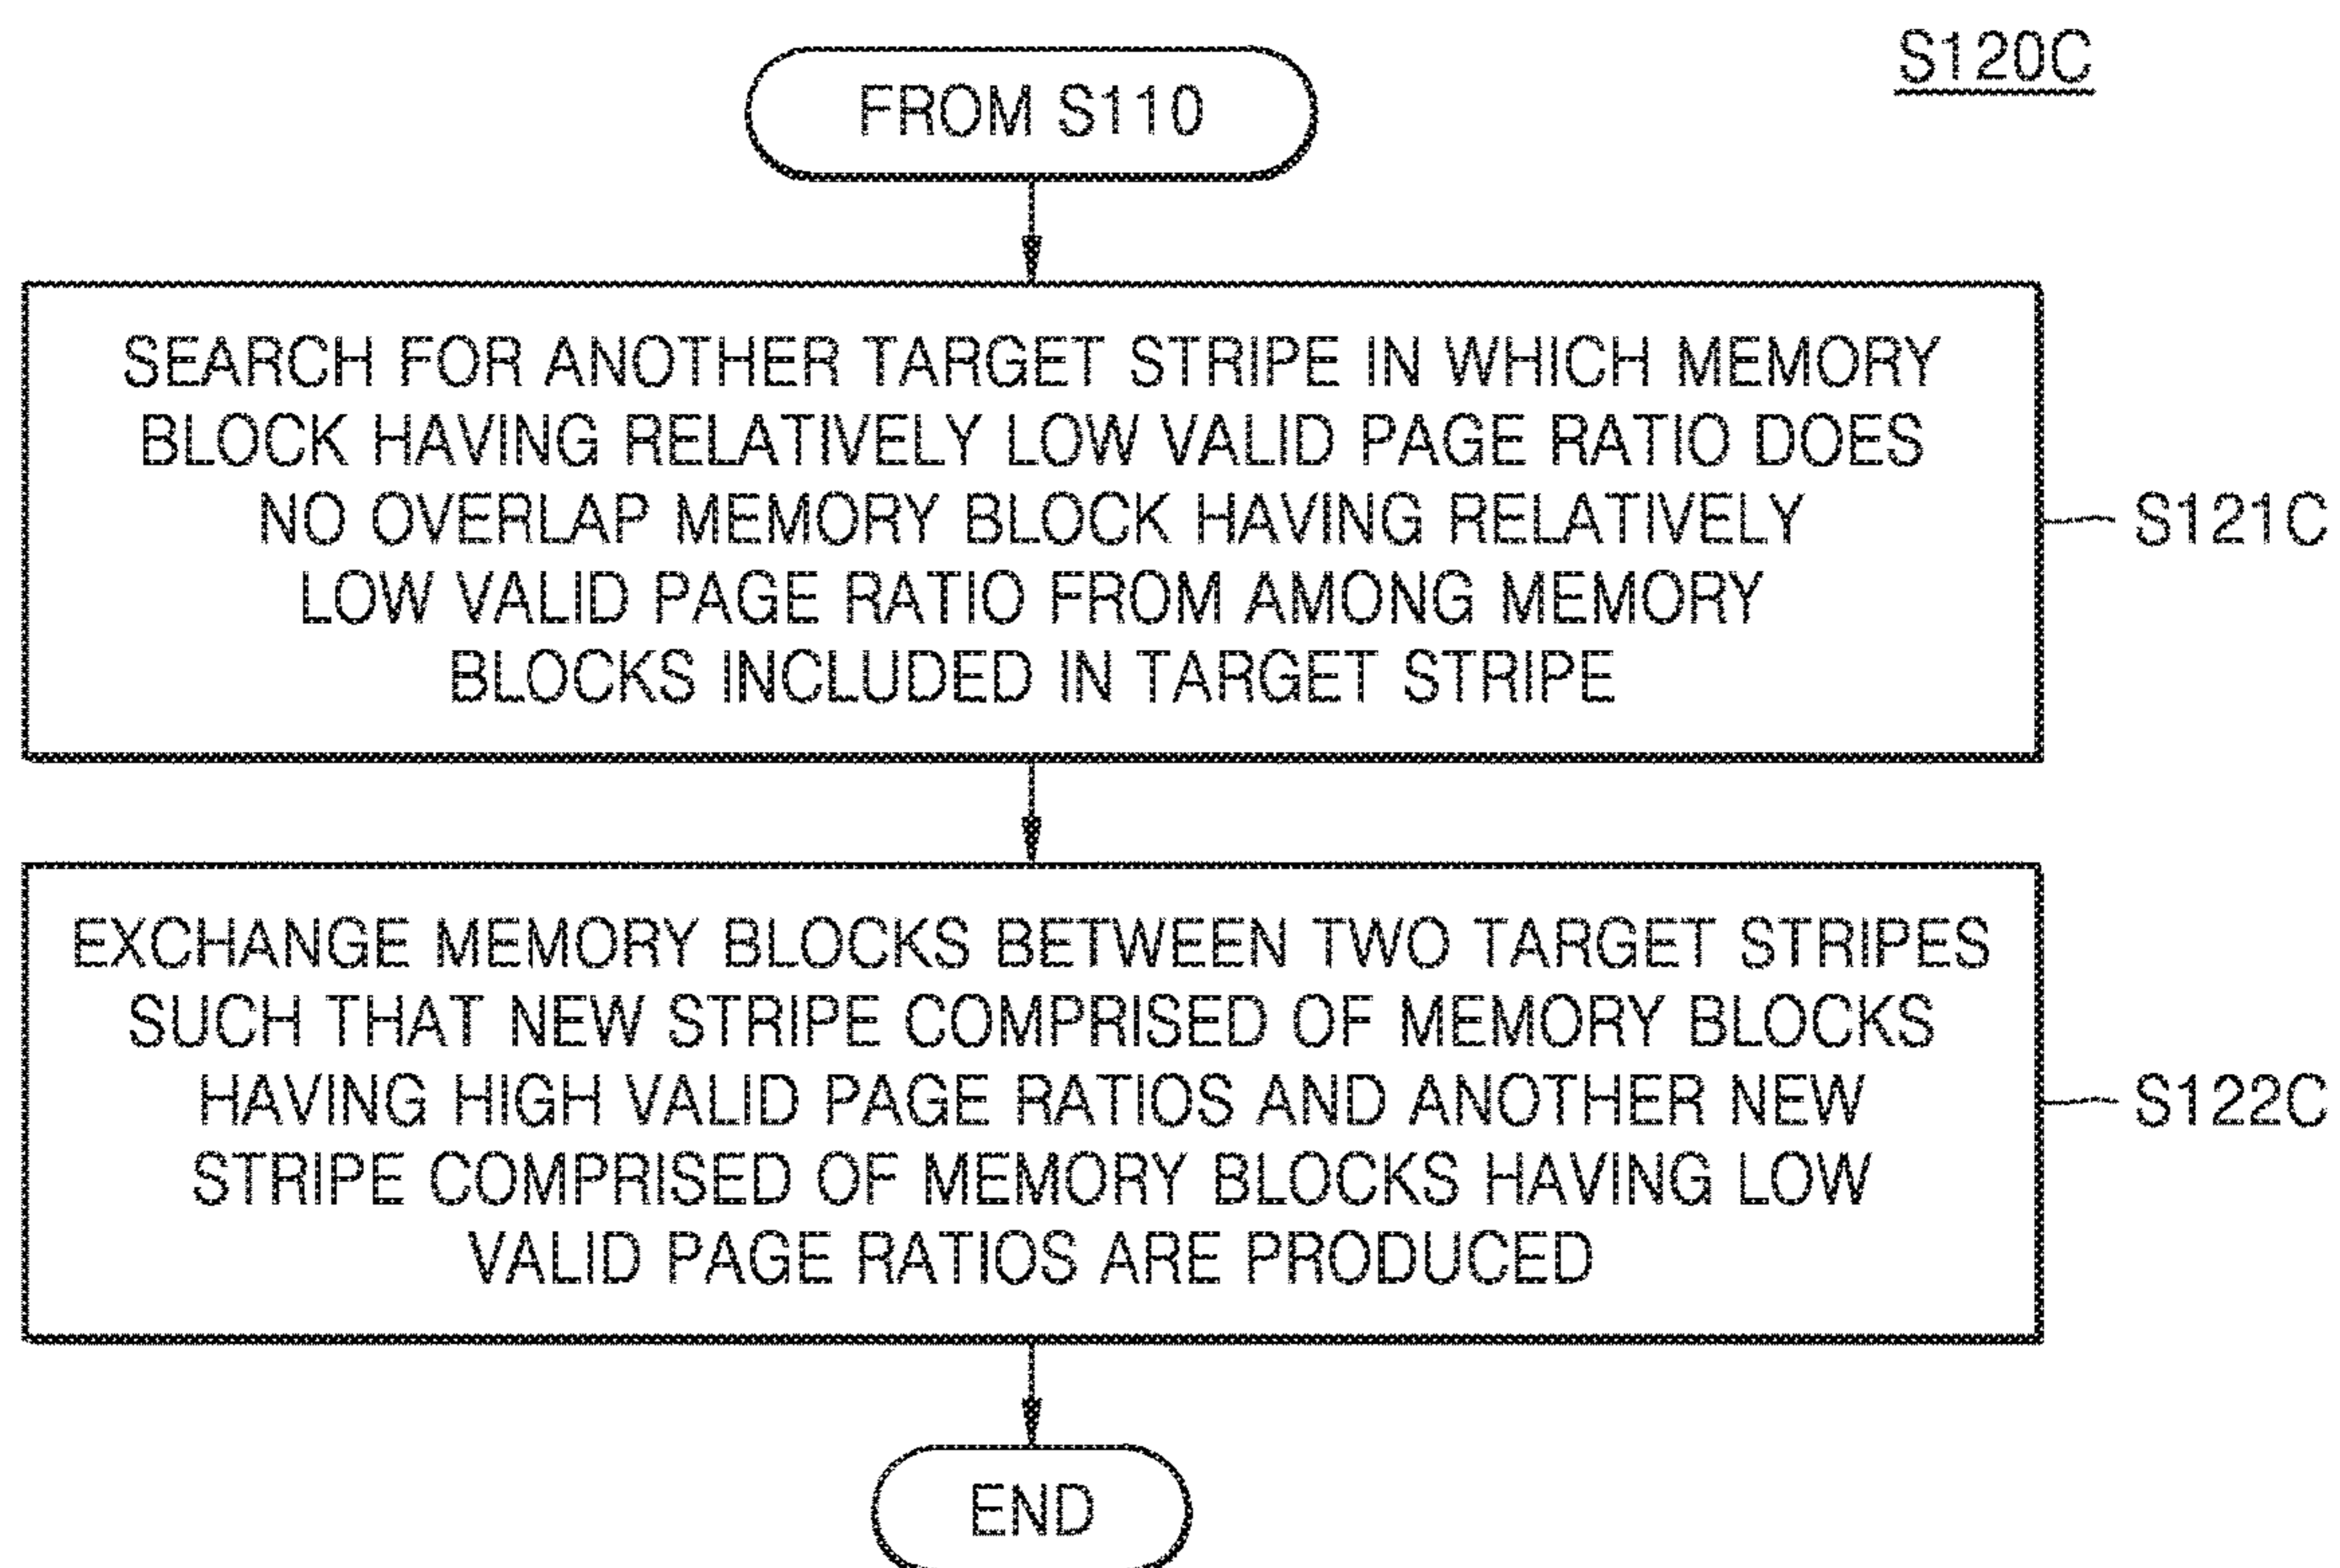 S120C
FROM S110
SEARCH FOR ANOTHER TARGET STRIPE IN WHICH MEMORY
BLOCK HAVING RELATIVELY LOW VALID PAGE RATIO DOES
NO OVERLAP MEMORY BLOCK HAVING RELATIVELY
LOW VALID PAGE RATIO FROM AMONG MEMORY
BLOCKS INCLUDED IN TARGET STRIPE
S121C
EXCHANGE MEMORY BLOCKS BETWEEN TWO TARGET STRIPES
SUCH THAT NEW STRIPE COMPRISED OF MEMORY BLOCKS
HAVING HIGH VALID PAGE RATIOS AND ANOTHER NEW
STRIPE COMPRISED OF MEMORY BLOCKS HAVING LOW
VALID PAGE RATIOS ARE PRODUCED
S122C
END